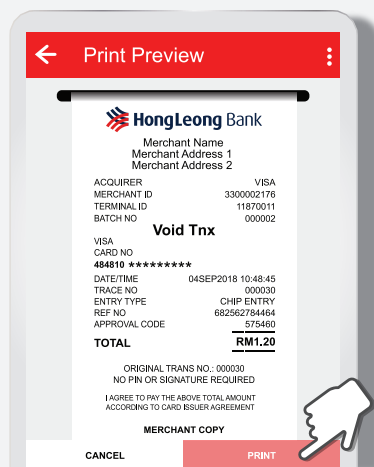 Print Preview
HongLeong Bank
Merchant Name
Merchant Address 1
Merchant Address 2
ACQUIRER VISA
MERCHANT ID 3300002176
TERMINAL ID 11870011
BATCH NO 000002
Void Tnx
VISA
CARD NO
484810 *********
DATE/TIME 04SEP2018 10:48:45
TRACE NO 000030
ENTRY TYPE CHIP ENTRY
REF NO 682562784464
APPROVAL CODE 575460
TOTAL RM1.20
ORIGINAL TRANS NO.: 000030
NO PIN OR SIGNATURE REQUIRED
I AGREE TO PAY THE ABOVE TOTAL AMOUNT
ACCORDING TO CARD ISSUER AGREEMENT
MERCHANT COPY
CANCEL PRINT